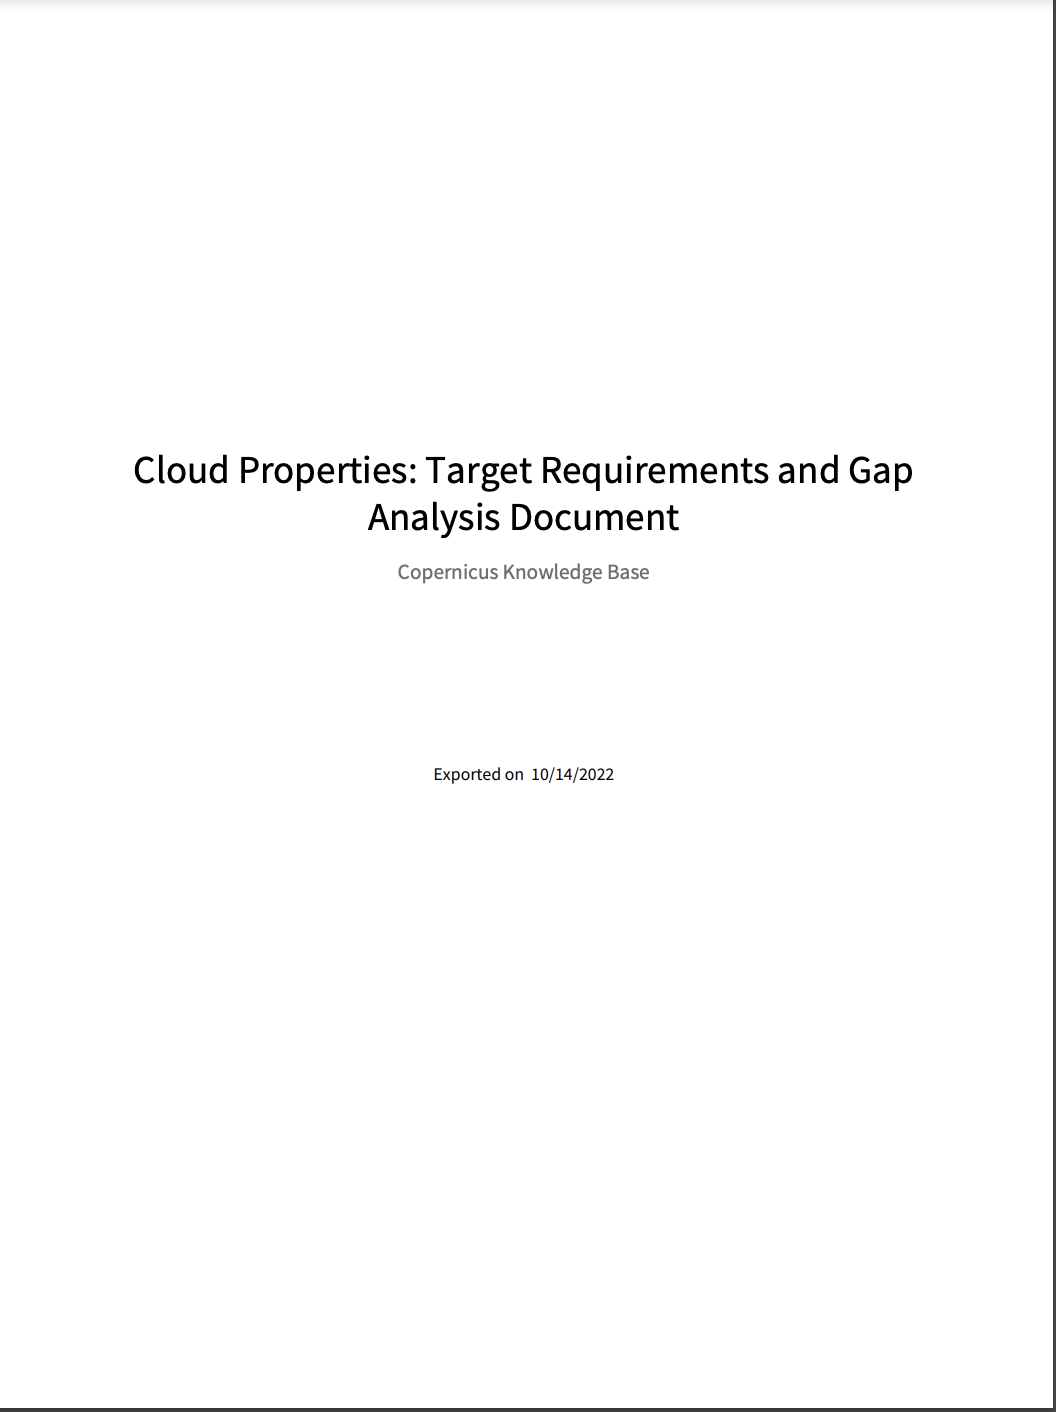 Cloud Properties: Target Requirements and Gap
Analysis Document
Copernicus Knowledge Base
Exported on 10/14/2022